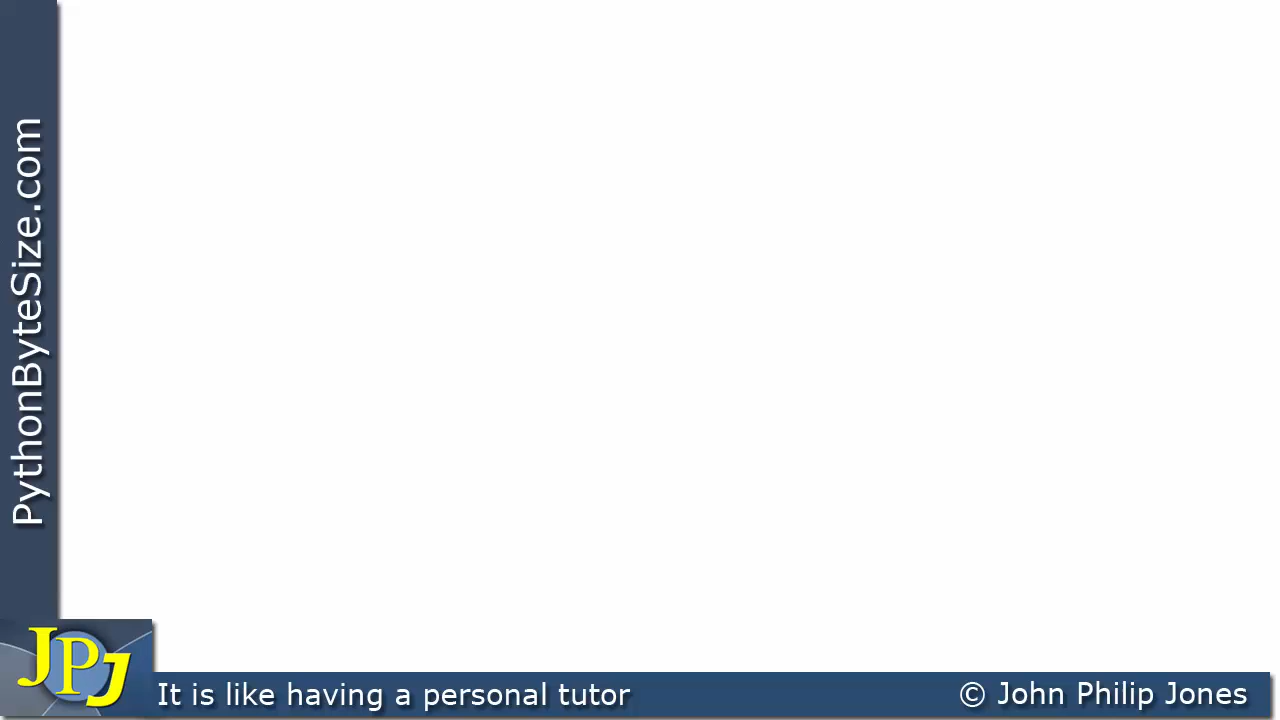 PythonByteSize.com
JPJ
It is like having a personal tutor
© John Philip Jones